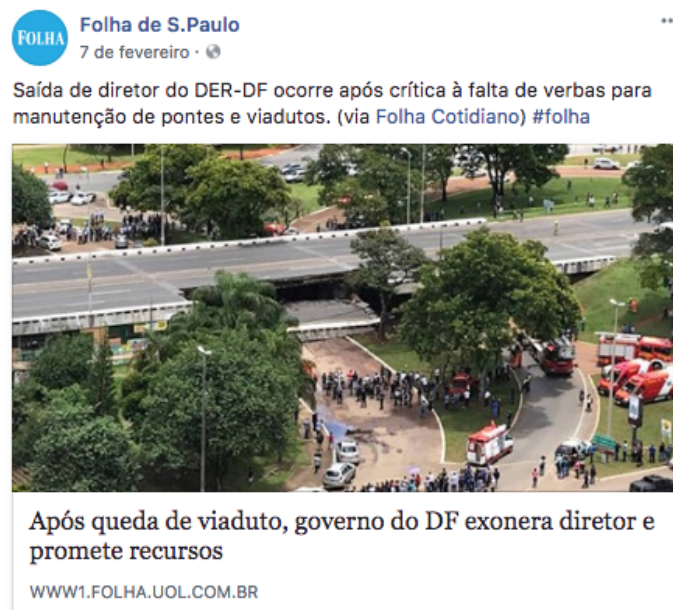 FOLHA
Folha de S.Paulo
7 de fevereiro ·
Saída de diretor do DER-DF ocorre após crítica à falta de verbas para
manutenção de pontes e viadutos. (via Folha Cotidiano) #folha
Após queda de viaduto, governo do DF exonera diretor e
promete recursos
WWW1.FOLHA.UOL.COM.BR